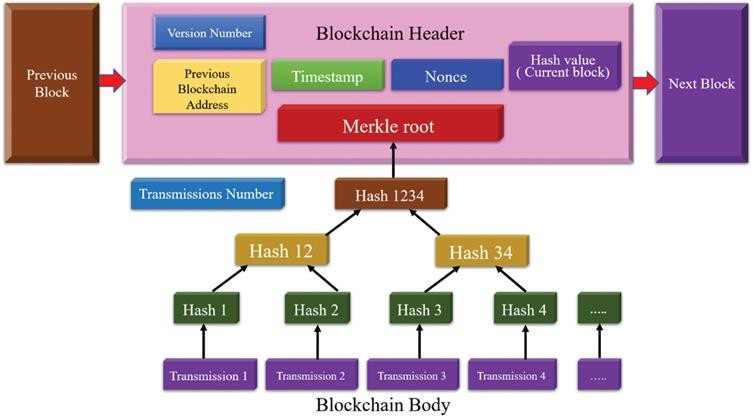 Previous
Block
Version Number
Blockchain Header
Previous
Blockchain
Address
Timestamp
Nonce
Hash value
( Current block)
Merkle root
Next Block
Transmissions Number
Hash 1234
Hash 12
Hash 34
Hash 1
Hash 2
Hash 3
Hash 4
.....
Transmission 1
Transmission 2
Transmission 3
Transmission 4
.....
Blockchain Body